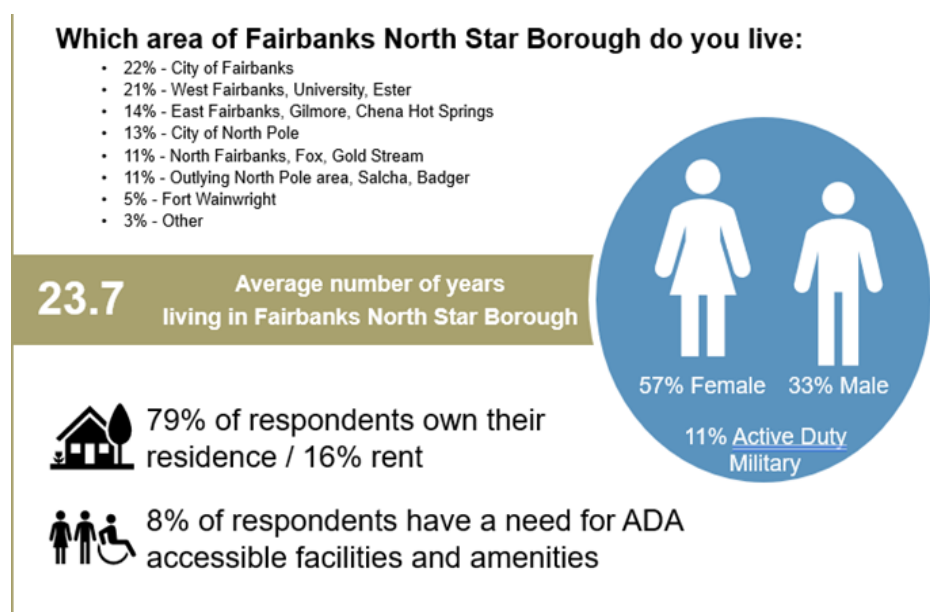 Which area of Fairbanks North Star Borough do you live:
• 22% - City of Fairbanks
• 21% - West Fairbanks, University, Ester
• 14% - East Fairbanks, Gilmore, Chena Hot Springs
• 13% - City of North Pole
• 11% - North Fairbanks, Fox, Gold Stream
• 11% - Outlying North Pole area, Salcha, Badger
• 5% - Fort Wainwright
• 3% - Other
23.7
Average number of years
living in Fairbanks North Star Borough
57% Female
33% Male
11% Active Duty
Military
79% of respondents own their
residence / 16% rent
8% of respondents have a need for ADA
accessible facilities and amenities